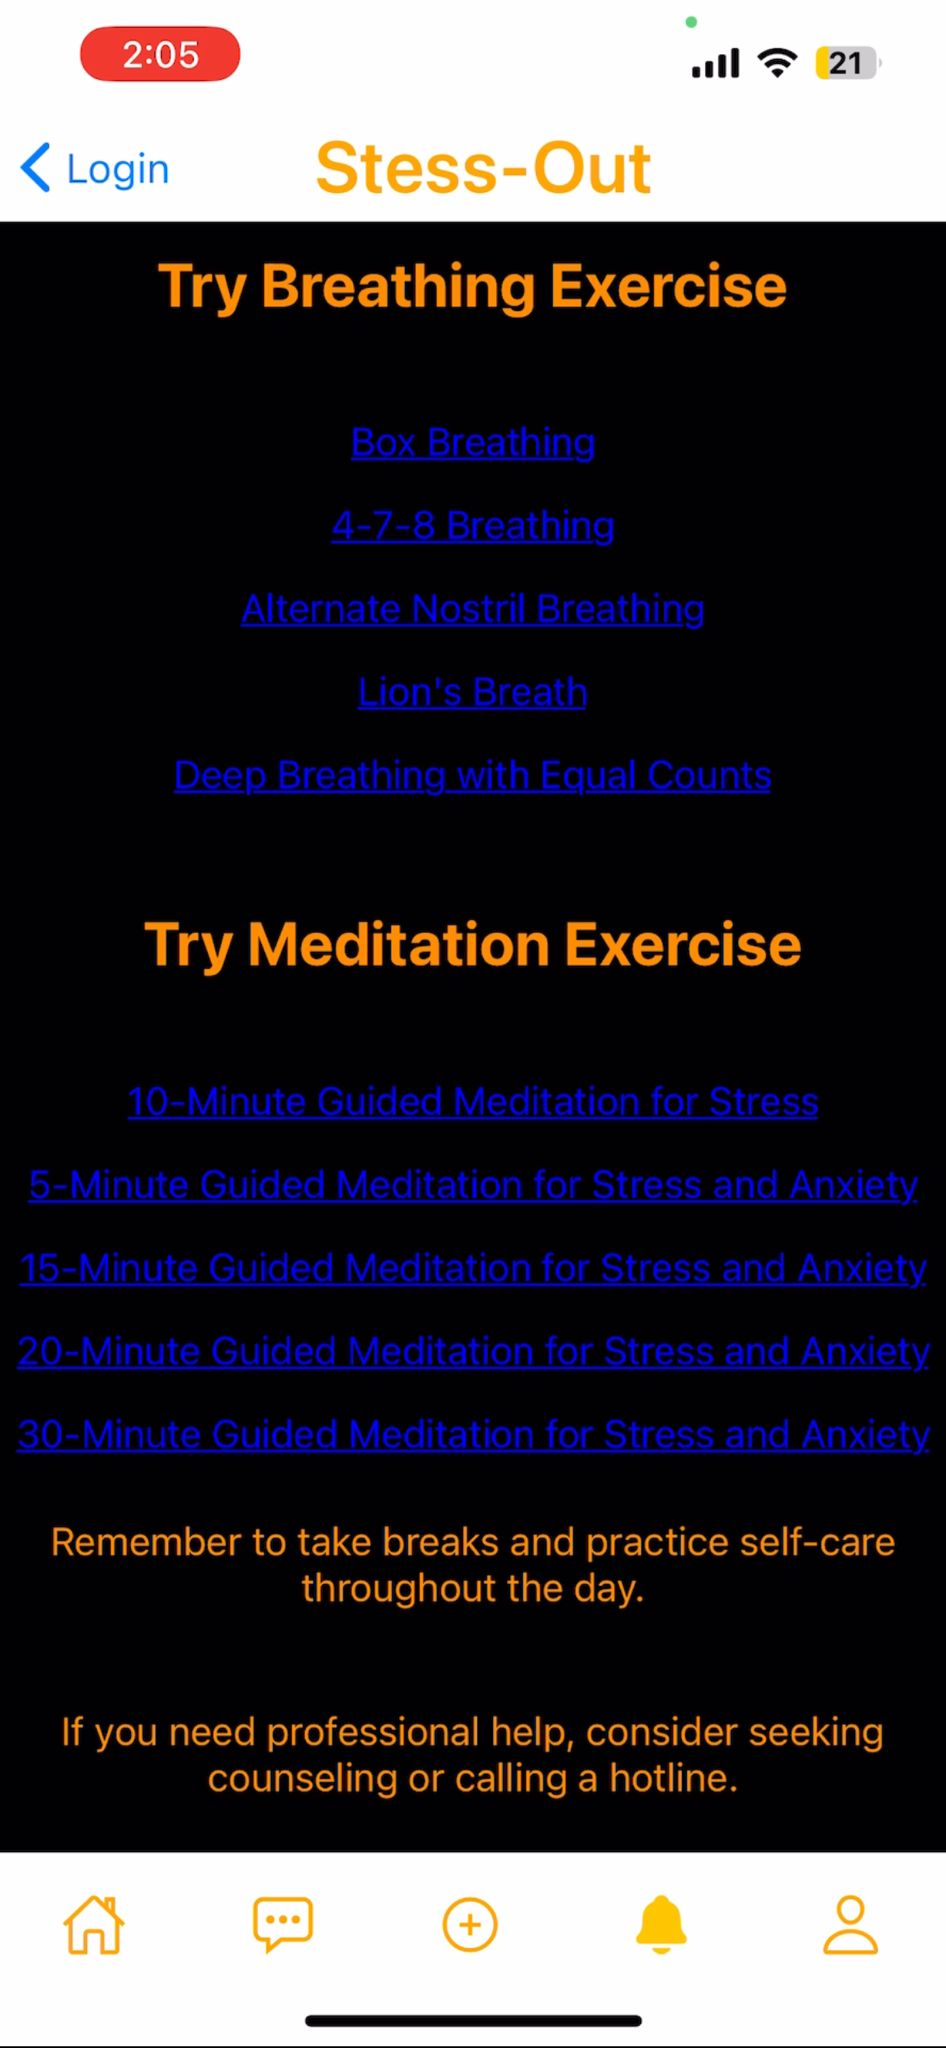 2:05
21
Login
Stess-Out
Try Breathing Exercise
Box Breathing
4-7-8 Breathing
Alternate Nostril Breathing
Lion's Breath
Deep Breathing with Equal Counts
Try Meditation Exercise
10-Minute Guided Meditation for Stress
5-Minute Guided Meditation for Stress and Anxiety
15-Minute Guided Meditation for Stress and Anxiety
20-Minute Guided Meditation for Stress and Anxiety
30-Minute Guided Meditation for Stress and Anxiety
Remember to take breaks and practice self-care
throughout the day.
If you need professional help, consider seeking
counseling or calling a hotline.